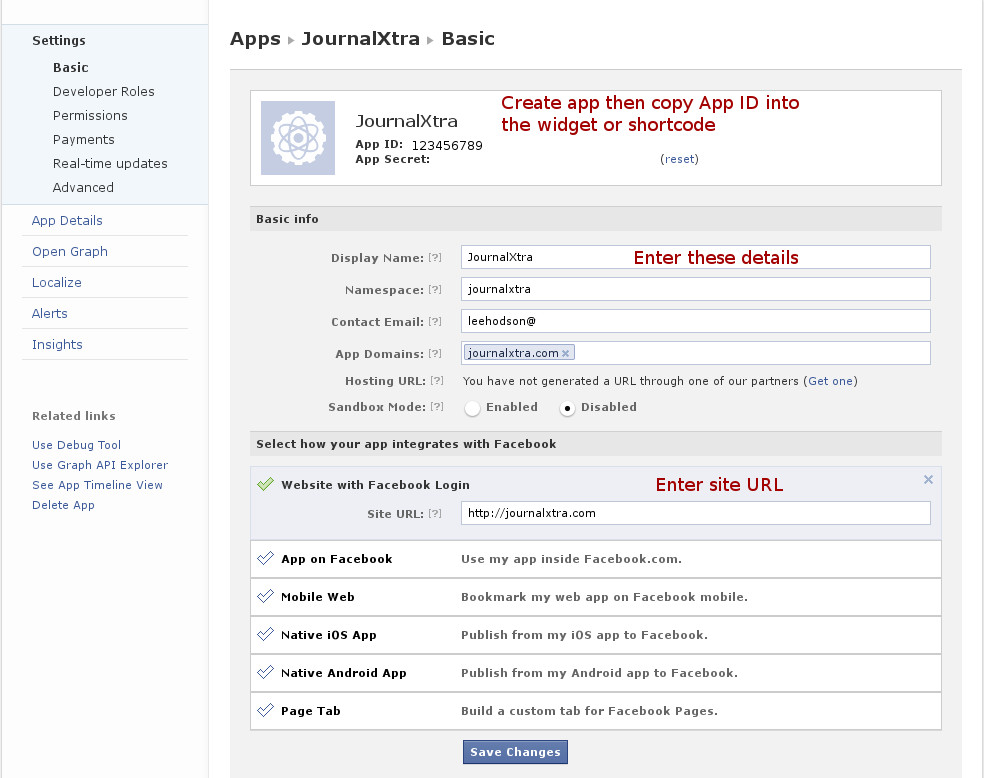 Settings
Basic
Developer Roles
Permissions
Payments
Real-time updates
Advanced
App Details
Open Graph
Localize
Alerts
Insights
Related links
Use Debug Tool
Use Graph API Explorer
See App Timeline View
Delete App
Apps ▸ JournalXtra ▸ Basic
JournalXtra
App ID: 123456789
App Secret: (reset)
Create app then copy App ID into
the widget or shortcode
Basic info
Display Name: [?] JournalXtra Enter these details
Namespace: [?] journalxtra
Contact Email: [?] leehodson@
App Domains: [?] journalxtra.com ×
Hosting URL: [?] You have not generated a URL through one of our partners (Get one)
Sandbox Mode: [?] Enabled Disabled
Select how your app integrates with Facebook
Website with Facebook Login Enter site URL ×
Site URL: [?] http://journalxtra.com
App on Facebook Use my app inside Facebook.com.
Mobile Web Bookmark my web app on Facebook mobile.
Native iOS App Publish from my iOS app to Facebook.
Native Android App Publish from my Android app to Facebook.
Page Tab Build a custom tab for Facebook Pages.
Save Changes